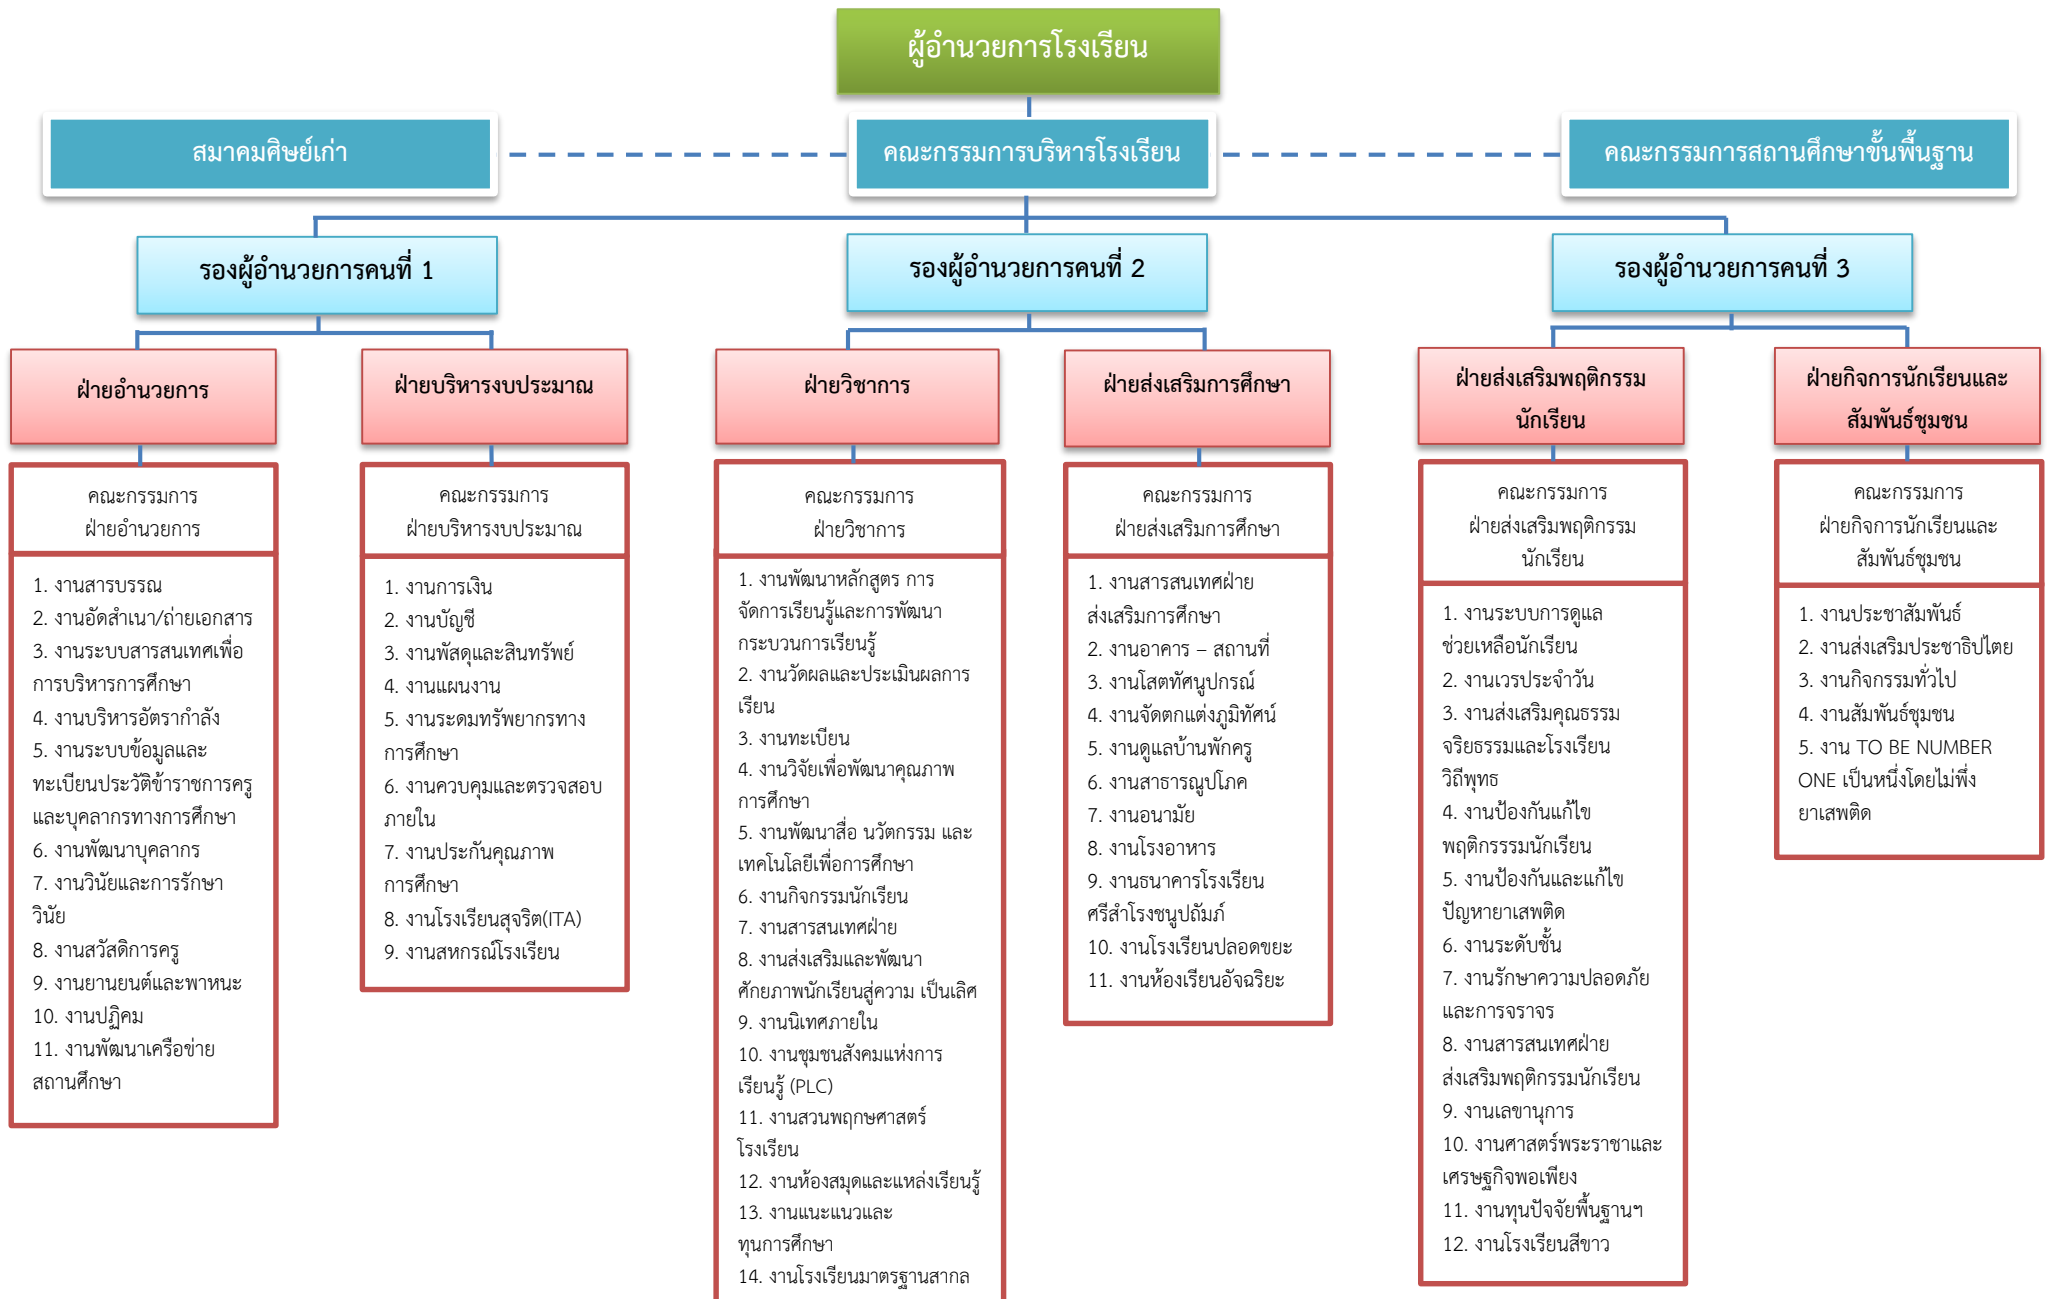 ผู้อำนวยการโรงเรียน
สมาคมศิษย์เก่า
คณะกรรมการบริหารโรงเรียน
คณะกรรมการสถานศึกษาขั้นพื้นฐาน
รองผู้อำนวยการคนที่ 1
รองผู้อำนวยการคนที่ 2
รองผู้อำนวยการคนที่ 3
ฝ่ายอำนวยการ
ฝ่ายบริหารงบประมาณ
ฝ่ายวิชาการ
ฝ่ายส่งเสริมการศึกษา
ฝ่ายส่งเสริมพฤติกรรม
นักเรียน
ฝ่ายกิจการนักเรียนและ
สัมพันธ์ชุมชน
คณะกรรมการ
ฝ่ายอำนวยการ
1. งานสารบรรณ
2. งานอัดสำเนา/ถ่ายเอกสาร
3. งานระบบสารสนเทศเพื่อ
การบริหารการศึกษา
4. งานบริหารอัตรากำลัง
5. งานระบบข้อมูลและ
ทะเบียนประวัติข้าราชการครู
และบุคลากรทางการศึกษา
6. งานพัฒนาบุคลากร
7. งานวินัยและการรักษา
วินัย
8. งานสวัสดิการครู
9. งานยานยนต์และพาหนะ
10. งานปฏิคม
11. งานพัฒนาเครือข่าย
สถานศึกษา
คณะกรรมการ
ฝ่ายบริหารงบประมาณ
1. งานการเงิน
2. งานบัญชี
3. งานพัสดุและสินทรัพย์
4. งานแผนงาน
5. งานระดมทรัพยากรทาง
การศึกษา
6. งานควบคุมและตรวจสอบ
ภายใน
7. งานประกันคุณภาพ
การศึกษา
8. งานโรงเรียนสุจริต(ITA)
9. งานสหกรณ์โรงเรียน
คณะกรรมการ
ฝ่ายวิชาการ
1. งานพัฒนาหลักสูตร การ
จัดการเรียนรู้และการพัฒนา
กระบวนการเรียนรู้
2. งานวัดผลและประเมินผลการ
เรียน
3. งานทะเบียน
4. งานวิจัยเพื่อพัฒนาคุณภาพ
การศึกษา
5. งานพัฒนาสื่อ นวัตกรรม และ
เทคโนโลยีเพื่อการศึกษา
6. งานกิจกรรมนักเรียน
7. งานสารสนเทศฝ่าย
8. งานส่งเสริมและพัฒนา
ศักยภาพนักเรียนสู่ความ เป็นเลิศ
9. งานนิเทศภายใน
10. งานชุมชนสังคมแห่งการ
เรียนรู้ (PLC)
11. งานสวนพฤกษศาสตร์
โรงเรียน
12. งานห้องสมุดและแหล่งเรียนรู้
13. งานแนะแนวและ
ทุนการศึกษา
14. งานโรงเรียนมาตรฐานสากล
คณะกรรมการ
ฝ่ายส่งเสริมการศึกษา
1. งานสารสนเทศฝ่าย
ส่งเสริมการศึกษา
2. งานอาคาร – สถานที่
3. งานโสตทัศนูปกรณ์
4. งานจัดตกแต่งภูมิทัศน์
5. งานดูแลบ้านพักครู
6. งานสาธารณูปโภค
7. งานอนามัย
8. งานโรงอาหาร
9. งานธนาคารโรงเรียน
ศรีสำโรงชนูปถัมภ์
10. งานโรงเรียนปลอดขยะ
11. งานห้องเรียนอัจฉริยะ
คณะกรรมการ
ฝ่ายส่งเสริมพฤติกรรม
นักเรียน
1. งานระบบการดูแล
ช่วยเหลือนักเรียน
2. งานเวรประจำวัน
3. งานส่งเสริมคุณธรรม
จริยธรรมและโรงเรียน
วิถีพุทธ
4. งานป้องกันแก้ไข
พฤติกรรรมนักเรียน
5. งานป้องกันและแก้ไข
ปัญหายาเสพติด
6. งานระดับชั้น
7. งานรักษาความปลอดภัย
และการจราจร
8. งานสารสนเทศฝ่าย
ส่งเสริมพฤติกรรมนักเรียน
9. งานเลขานุการ
10. งานศาสตร์พระราชาและ
เศรษฐกิจพอเพียง
11. งานทุนปัจจัยพื้นฐานฯ
12. งานโรงเรียนสีขาว
คณะกรรมการ
ฝ่ายกิจการนักเรียนและ
สัมพันธ์ชุมชน
1. งานประชาสัมพันธ์
2. งานส่งเสริมประชาธิปไตย
3. งานกิจกรรมทั่วไป
4. งานสัมพันธ์ชุมชน
5. งาน TO BE NUMBER
ONE เป็นหนึ่งโดยไม่พึ่ง
ยาเสพติด